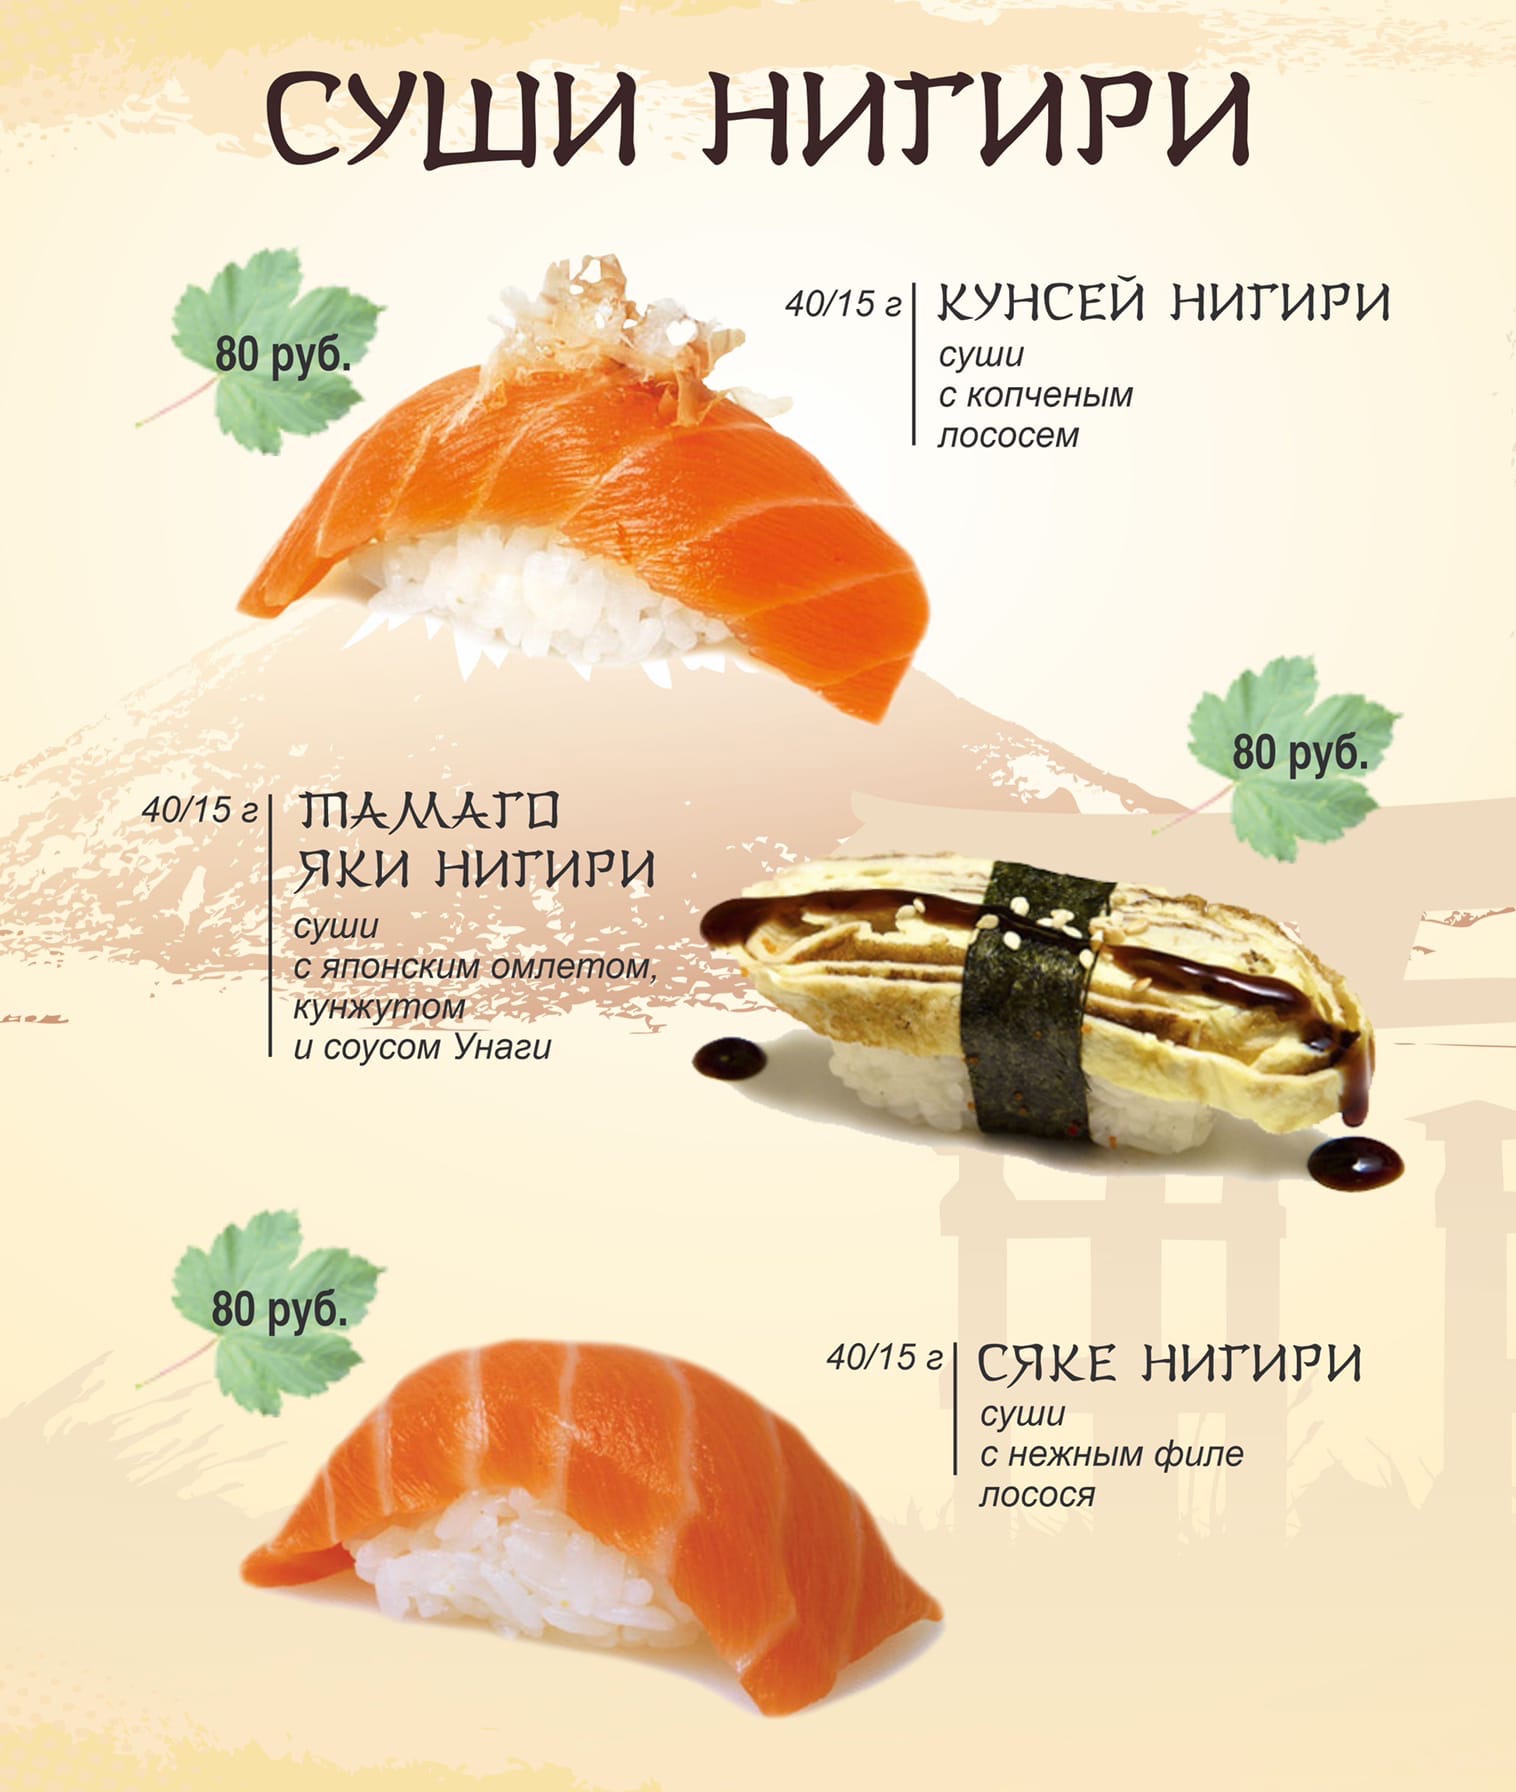 СУШИ НИГИРИ
80 руб.
40/15 г
КУНСЕЙ НИГИРИ
суши
с копченым
лососем
80 руб.
40/15 г
ТАМАГО
ЯКИ НИГИРИ
суши
с японским омлетом,
кунжутом
и соусом Унаги
80 руб.
40/15 г
СЯКЕ НИГИРИ
суши
с нежным филе
лосося